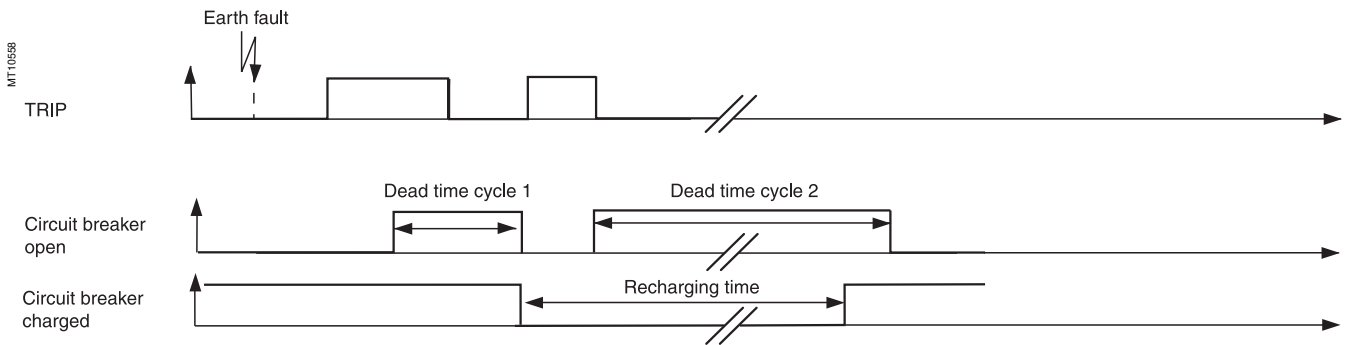 Earth fault
MT10558
TRIP
Dead time cycle 1
Dead time cycle 2
Circuit breaker
open
Recharging time
Circuit breaker
charged